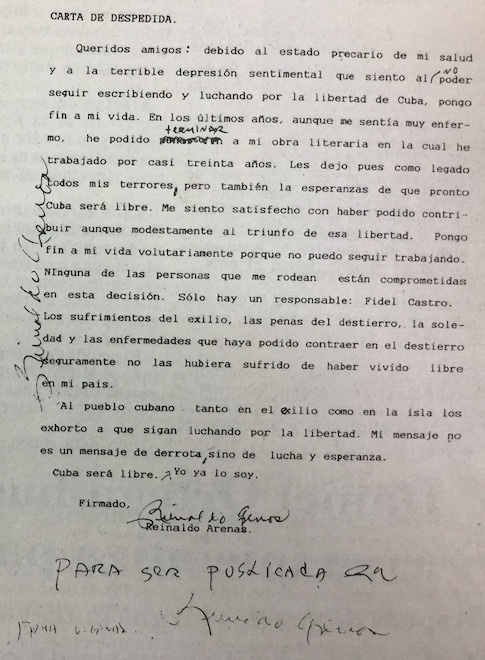 CARTA DE DESPEDIDA.
Queridos amigos: debido al estado precario de mi salud
y a la terrible depresión sentimental que siento al NO poder
seguir escribiendo y luchando por la libertad de Cuba, pongo
fin a mi vida. En los últimos años, aunque me sentía muy enfer-
mo, he podido TERMINAR a mi obra literaria en la cual he
trabajado por casi treinta años. Les dejo pues como legado
todos mis terrores, pero también la esperanzas de que pronto
Cuba será libre. Me siento satisfecho con haber podido contri-
buir aunque modestamente al triunfo de esa libertad. Pongo
fin a mi vida volutariamente porque no puedo seguir trabajando.
NInguna de las personas que me rodean están comprometidas
en esta decisión. Sólo hay un responsable: Fidel Castro.
Los sufrimientos del exilio, las penas del destierro, la sole-
dad y las enfermedades que haya podido contraer en el destierro
seguramente no las hubiera sufrido de haber vivido libre
en mi país.
Al pueblo cubano tanto en el exilio como en la isla los
exhorto a que sigan luchando por la libertad. Mi mensaje no
es un mensaje de derrota, sino de lucha y esperanza.
Cuba será libre. Yo ya lo soy.
Firmado,
Reinaldo Arenas
Reinaldo Arenas.
PARA SER PUBLICADA
Reinaldo Arenas
Reinaldo Arenas